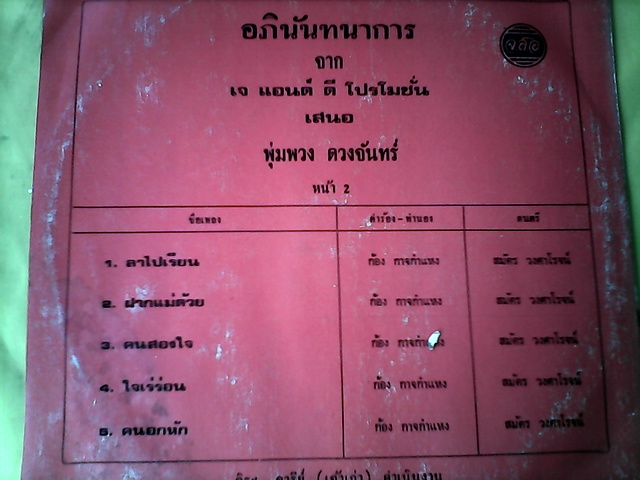 อภินันทนาการ
จาก
เจ แอนด์ ดี โปรโมชั่น
เสนอ
พุ่มพวง ดวงจันทร์
หน้า 2
ชื่อเพลง คำร้อง-ทำนอง ดนตรี
1. ลาไปเรียน ก้อง กาจกำแหง สมัคร วงศาโรจน์
2. ฝากแม่ด้วย ก้อง กาจกำแหง สมัคร วงศาโรจน์
3. คนสองใจ ก้อง สมัคร วงศาโรจน์
4. ใจเร่ร่อน ก้อง กาจกำแหง สมัคร วงศาโรจน์
5. คนอกหัก ก้อง กาจกำแหง สมัคร วงศาโรจน์
ดำเนินงาน